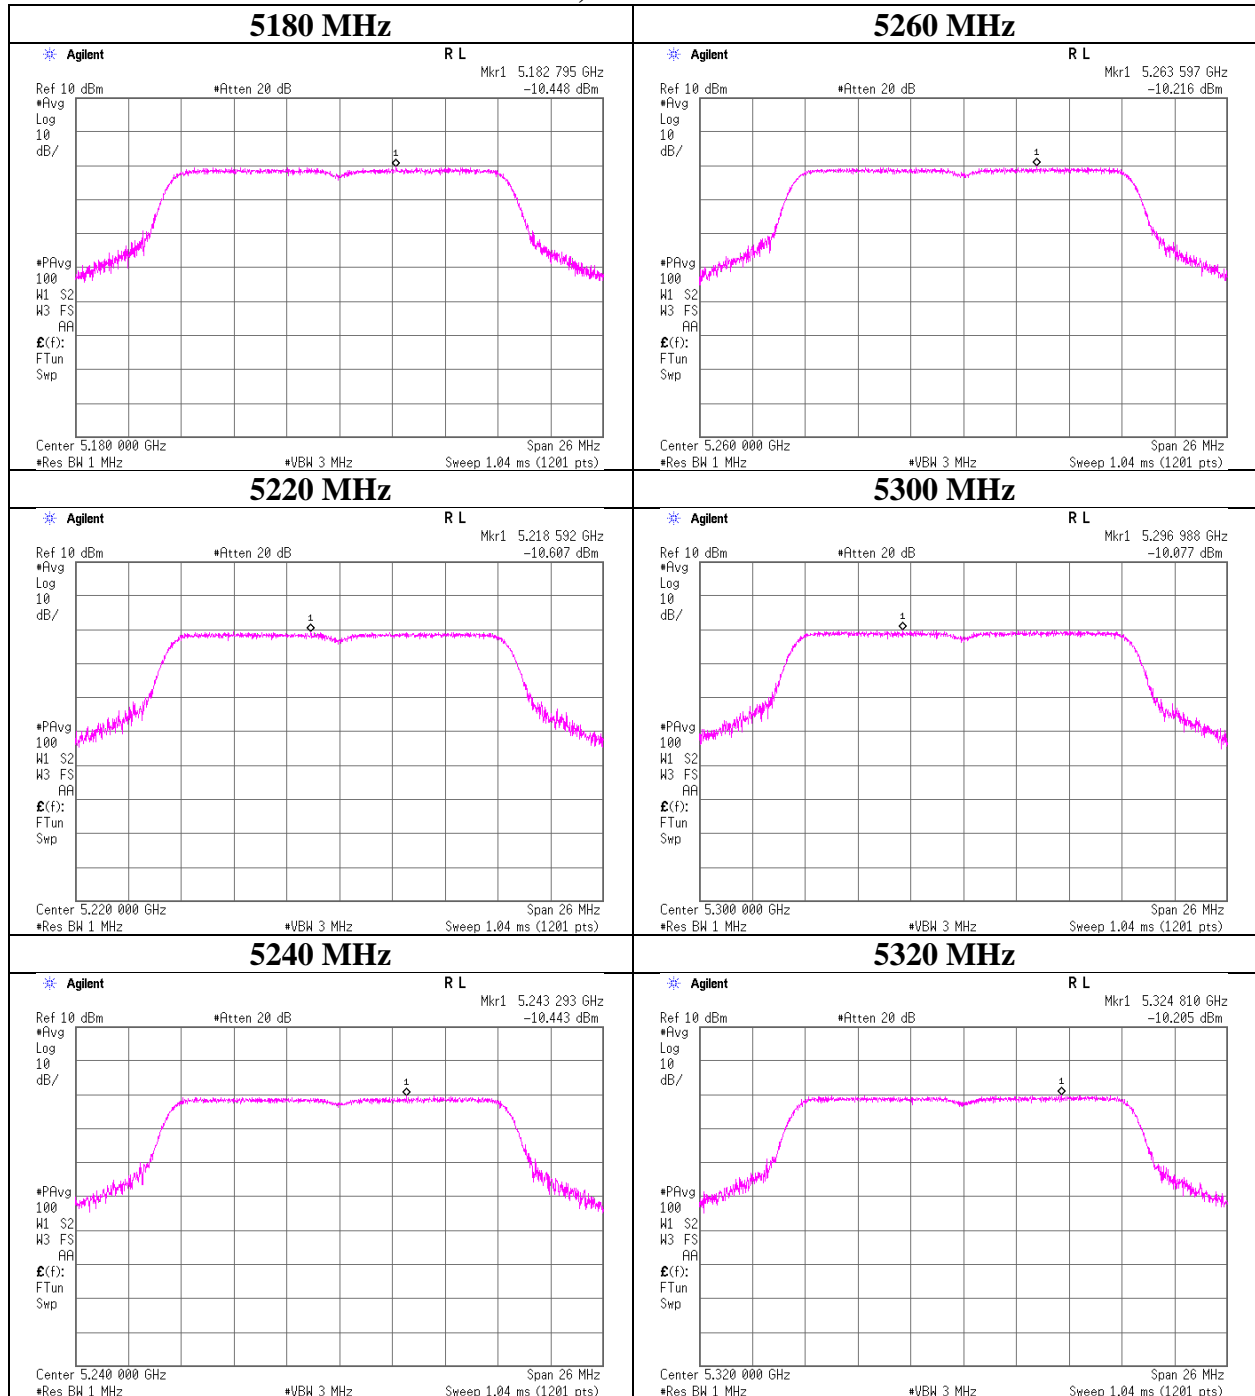 5180 MHz
Agilent
R L
Mkr1 5.182 795 GHz
Ref 10 dBm #Atten 20 dB -10.448 dBm
#Avg
Log
10
dB/
1
#PAvg
100
W1 S2
W3 FS
AA
£(f):
FTun
Swp
Center 5.180 000 GHz Span 26 MHz
#Res BW 1 MHz #VBW 3 MHz Sweep 1.04 ms (1201 pts)
5260 MHz
Agilent
R L
Mkr1 5.263 597 GHz
Ref 10 dBm #Atten 20 dB -10.216 dBm
#Avg
Log
10
dB/
1
#PAvg
100
W1 S2
W3 FS
AA
£(f):
FTun
Swp
Center 5.260 000 GHz Span 26 MHz
#Res BW 1 MHz #VBW 3 MHz Sweep 1.04 ms (1201 pts)
5220 MHz
Agilent
R L
Mkr1 5.218 592 GHz
Ref 10 dBm #Atten 20 dB -10.607 dBm
#Avg
Log
10
dB/
1
#PAvg
100
W1 S2
W3 FS
AA
£(f):
FTun
Swp
Center 5.220 000 GHz Span 26 MHz
#Res BW 1 MHz #VBW 3 MHz Sweep 1.04 ms (1201 pts)
5300 MHz
Agilent
R L
Mkr1 5.296 988 GHz
Ref 10 dBm #Atten 20 dB -10.077 dBm
#Avg
Log
10
dB/
1
#PAvg
100
W1 S2
W3 FS
AA
£(f):
FTun
Swp
Center 5.300 000 GHz Span 26 MHz
#Res BW 1 MHz #VBW 3 MHz Sweep 1.04 ms (1201 pts)
5240 MHz
Agilent
R L
Mkr1 5.243 293 GHz
Ref 10 dBm #Atten 20 dB -10.443 dBm
#Avg
Log
10
dB/
1
#PAvg
100
W1 S2
W3 FS
AA
£(f):
FTun
Swp
Center 5.240 000 GHz Span 26 MHz
#Res BW 1 MHz #VBW 3 MHz Sweep 1.04 ms (1201 pts)
5320 MHz
Agilent
R L
Mkr1 5.324 810 GHz
Ref 10 dBm #Atten 20 dB -10.205 dBm
#Avg
Log
10
dB/
1
#PAvg
100
W1 S2
W3 FS
AA
£(f):
FTun
Swp
Center 5.320 000 GHz Span 26 MHz
#Res BW 1 MHz #VBW 3 MHz Sweep 1.04 ms (1201 pts)